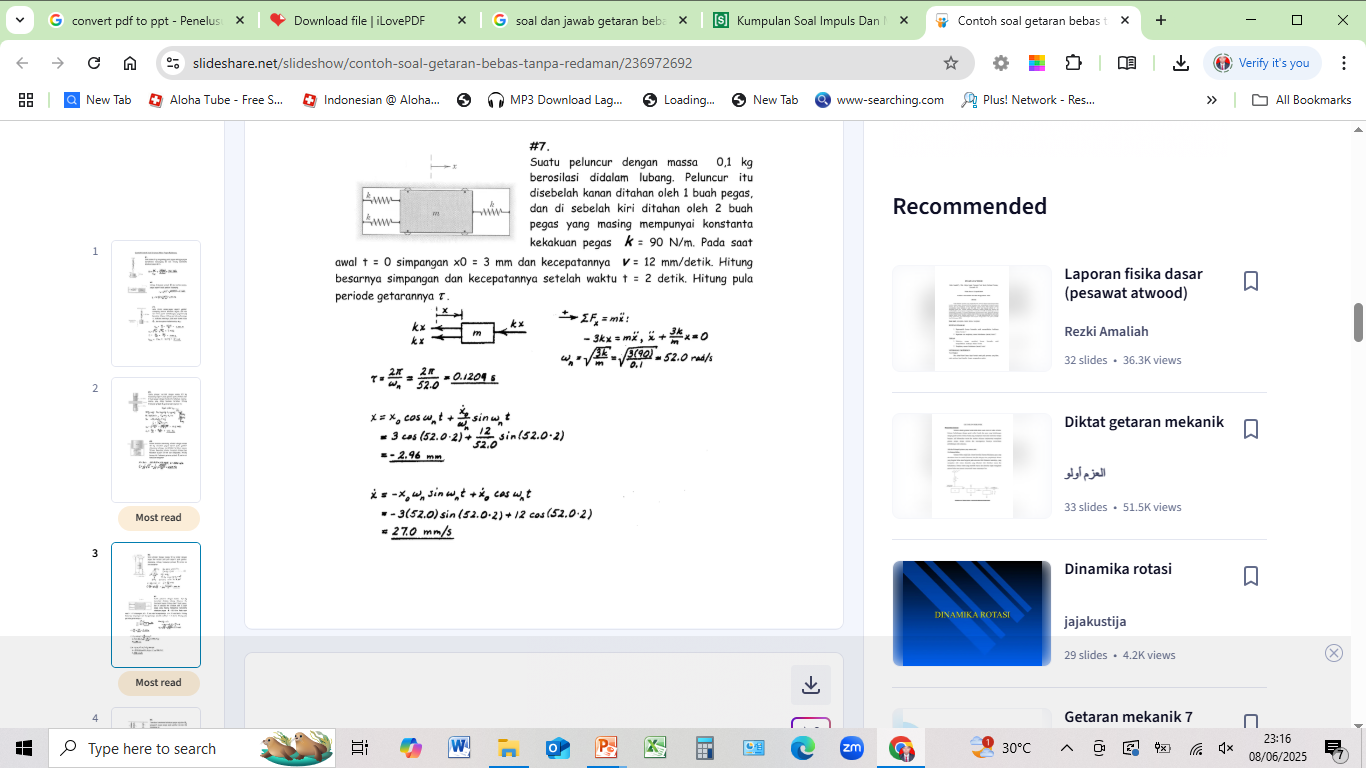 convert pdf to ppt - Penelus
Download file | iLovePDF
soal dan jawab getaran beba
Kumpulan Soal Impuls Dan M
Contoh soal getaran bebas t
slideshare.net/slideshow/contoh-soal-getaran-bebas-tanpa-redaman/236972692
Verify it's you
New Tab
Aloha Tube - Free S...
Indonesian @ Aloha...
MP3 Download Lag...
Loading...
New Tab
www-searching.com
Plus! Network - Res...
All Bookmarks
1
2
Most read
3
Most read
4
#7.
Suatu peluncur dengan massa 0,1 kg
berosilasi didalam lubang. Peluncur itu
disebelah kanan ditahan oleh 1 buah pegas,
dan di sebelah kiri ditahan oleh 2 buah
pegas yang masing mempunyai konstanta
kekakuan pegas k = 90 N/m. Pada saat
awal t = 0 simpangan x0 = 3 mm dan kecepatannya v = 12 mm/detik. Hitung
besarnya simpangan dan kecepatannya setelah waktu t = 2 detik. Hitung pula
periode getarannya τ.
x
k
k
m
k
x
kx
kx
m
kx
+→ ΣFₓ = mẍ:
-3kx = mẍ, ẍ + 3k/m x = 0
ωₙ = √(3k/m) = √(3(90)/0.1) = 52.0 rad/s
τ = 2π/ωₙ = 2π/52.0 = 0.1209 s
x = x₀ cos ωₙt + ẋ₀/ωₙ sin ωₙt
= 3 cos(52.0·2) + 12/52.0 sin(52.0·2)
= -2.96 mm
ẋ = -x₀ωₙ sin ωₙt + ẋ₀ cos ωₙt
= -3(52.0) sin(52.0·2) + 12 cos(52.0·2)
= 27.0 mm/s
Recommended
Laporan fisika dasar
(pesawat atwood)
Rezki Amaliah
32 slides • 36.3K views
Diktat getaran mekanik
العزم أولو
33 slides • 51.5K views
DINAMIKA ROTASI
Dinamika rotasi
jajakustija
29 slides • 4.2K views
Getaran mekanik 7
Type here to search
1
30°C
23:16
08/06/2025
7